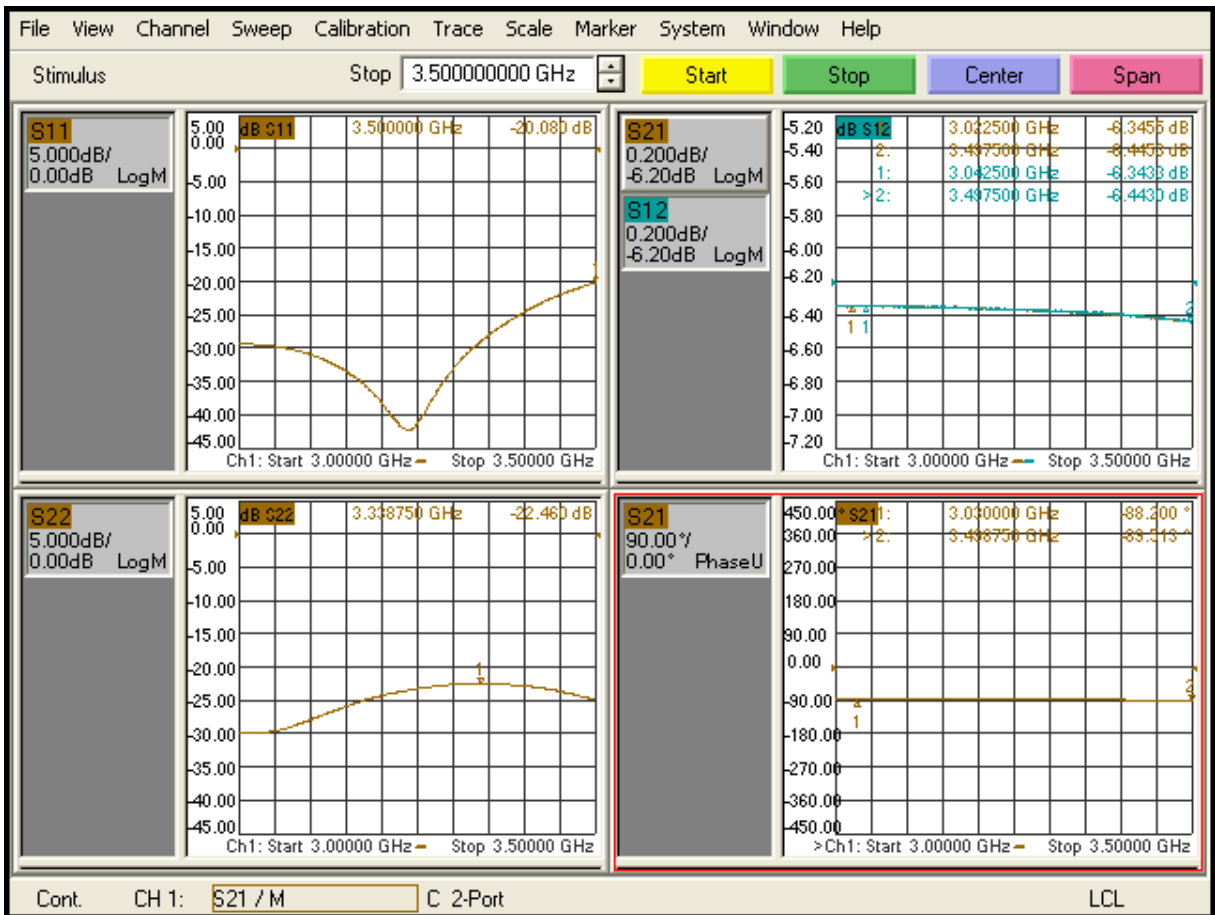 File View Channel Sweep Calibration Trace Scale Marker System Window Help
Stimulus Stop 3.500000000 GHz Start Stop Center Span
S11
5.000dB/
0.00dB LogM
5.00 dB S11 3.500000 GHz -20.080 dB
0.00
-5.00
-10.00
-15.00
-20.00
-25.00
-30.00
-35.00
-40.00
-45.00
1
Ch1: Start 3.00000 GHz Stop 3.50000 GHz
S21
0.200dB/
-6.20dB LogM
S12
0.200dB/
-6.20dB LogM
-5.20 dB S12 3.022500 GHz -6.3455 dB
-5.40 2: 3.497500 GHz -6.4453 dB
1: 3.042500 GHz -6.3433 dB
-5.60
>2: 3.497500 GHz -6.4430 dB
-5.80
-6.00
-6.20
-6.40
-6.60
-6.80
-7.00
-7.20
2
1 1
Ch1: Start 3.00000 GHz Stop 3.50000 GHz
S22
5.000dB/
0.00dB LogM
5.00 dB S22 3.338750 GHz -22.460 dB
0.00
-5.00
-10.00
-15.00
-20.00
-25.00
-30.00
-35.00
-40.00
-45.00
1
Ch1: Start 3.00000 GHz Stop 3.50000 GHz
S21
90.00°/
0.00° PhaseU
450.00 ° S21 1: 3.030000 GHz -88.200 °
360.00 >2: 3.498750 GHz -89.513 °
270.00
180.00
90.00
0.00
-90.00
-180.00
-270.00
-360.00
-450.00
2
1
>Ch1: Start 3.00000 GHz Stop 3.50000 GHz
Cont. CH 1: S21 / M C 2-Port LCL